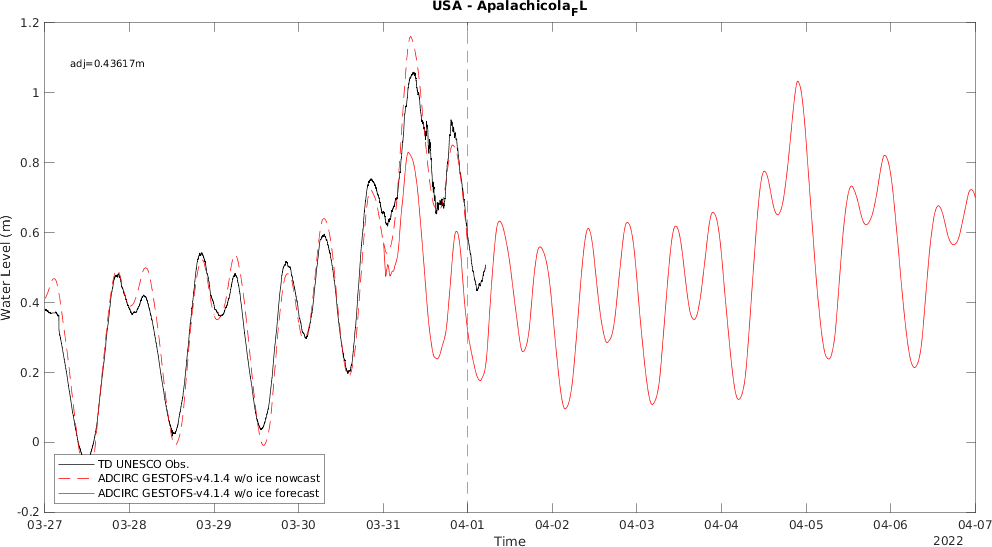 USA - ApalachicolaFL
adj=0.43617m
1.2
1
0.8
0.6
0.4
0.2
0
-0.2
Water Level (m)
TD UNESCO Obs.
ADCIRC GESTOFS-v4.1.4 w/o ice nowcast
ADCIRC GESTOFS-v4.1.4 w/o ice forecast
03-27 03-28 03-29 03-30 03-31 04-01 04-02 04-03 04-04 04-05 04-06 04-07
Time
2022